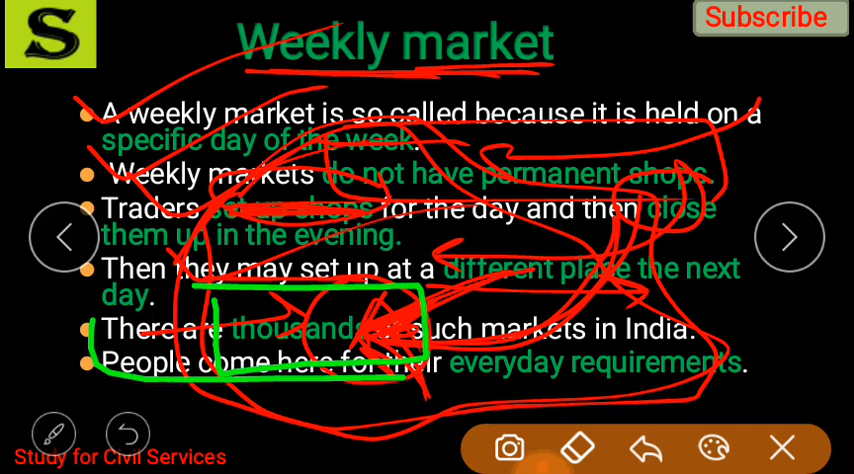 S
Subscribe
Weekly market
A weekly market is so called because it is held on a
specific day of the week.
Weekly markets do not have permanent shops.
Traders set up shops for the day and then close
them up in the evening.
Then they may set up at a different place the next
day.
There are thousands of such markets in India.
People come here for their everyday requirements.
Study for Civil Services